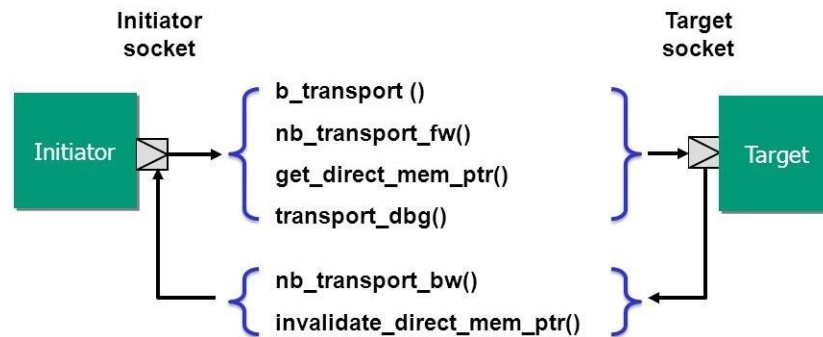 Initiator
socket
Target
socket
Initiator
b_transport ()
nb_transport_fw()
get_direct_mem_ptr()
transport_dbg()
Target
nb_transport_bw()
invalidate_direct_mem_ptr()